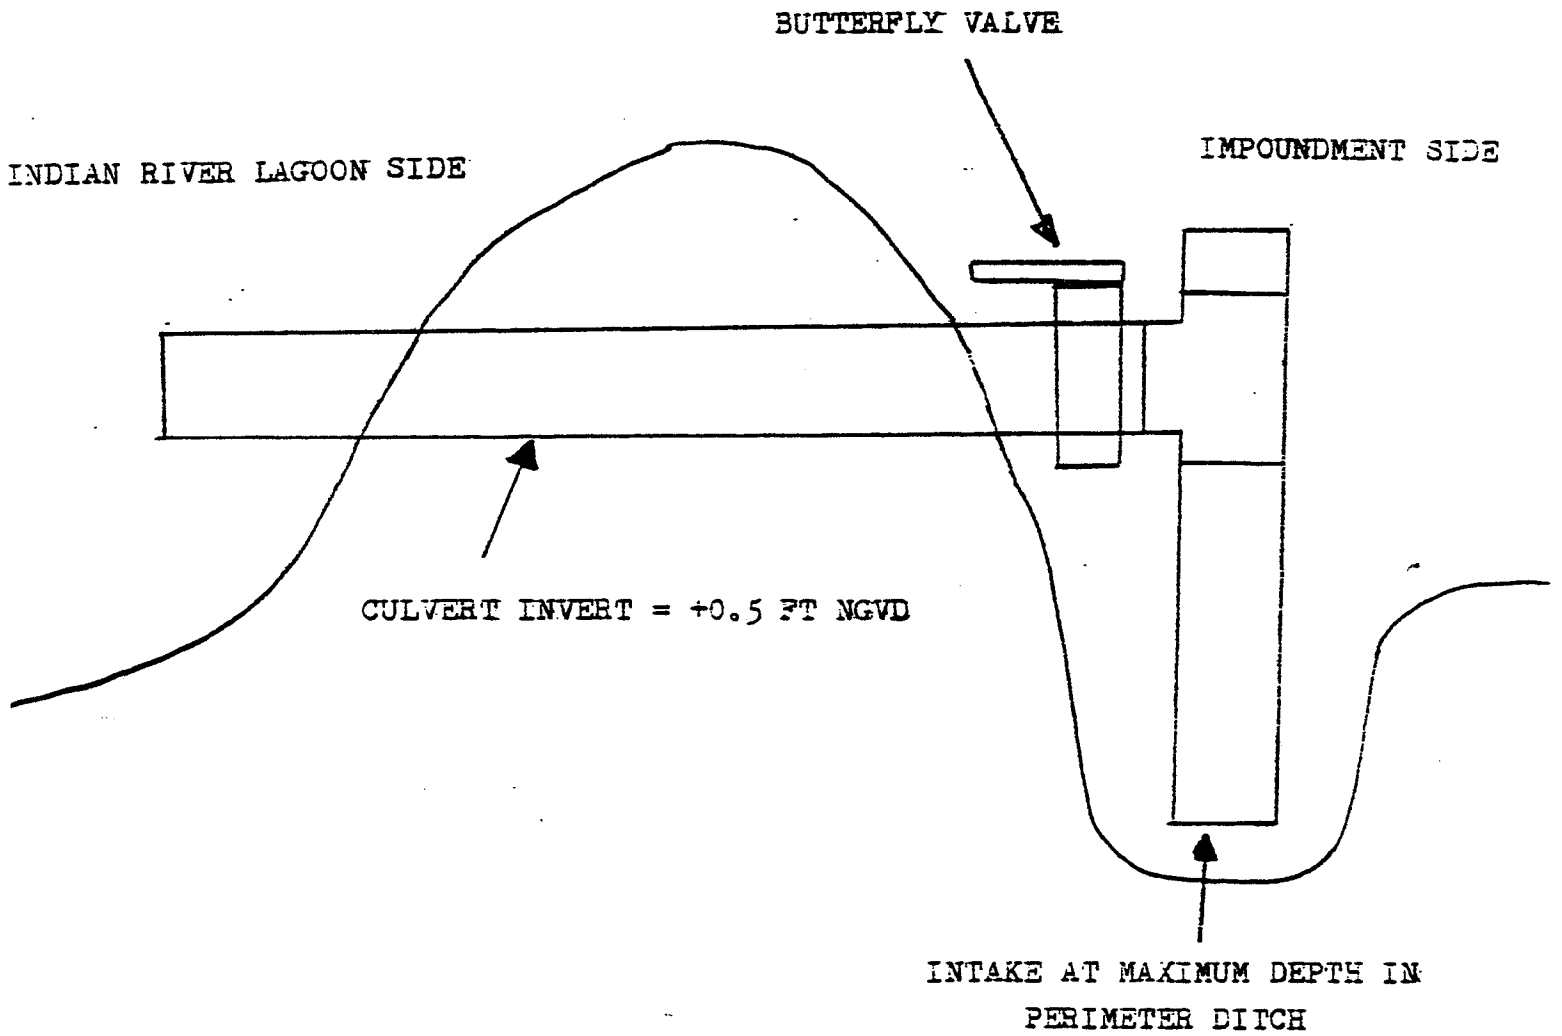 BUTTERFLY VALVE
INDIAN RIVER LAGOON SIDE
IMPOUNDMENT SIDE
CULVERT INVERT = +0.5 FT NGVD
INTAKE AT MAXIMUM DEPTH IN
PERIMETER DITCH